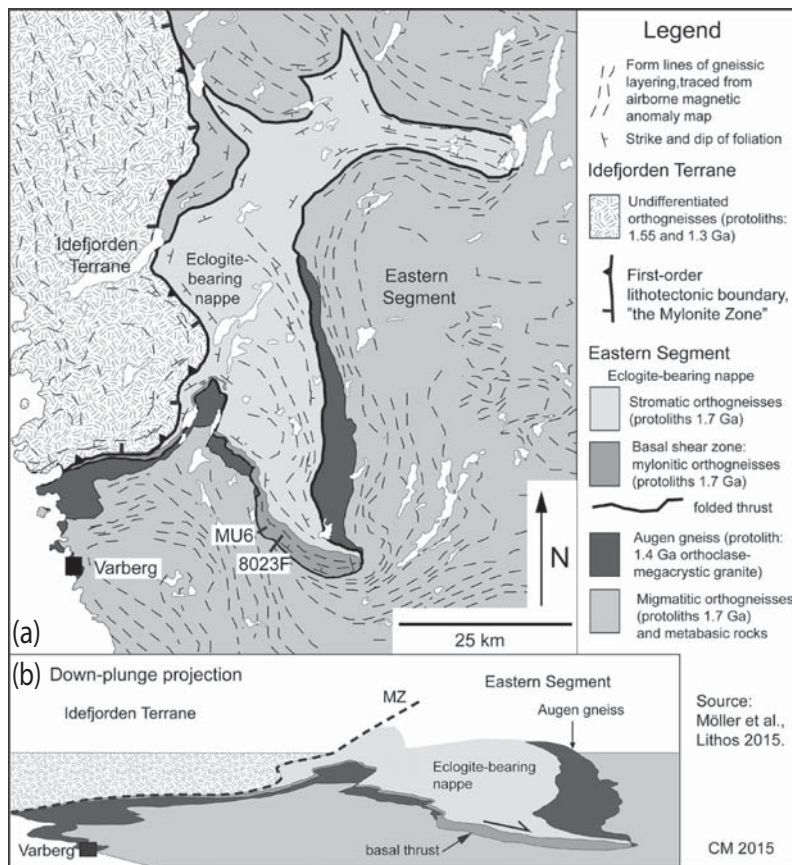 Idefjorden
Terrane
Eclogite-
bearing
nappe
Eastern
Segment
MU6
8023F
Varberg
N
25 km
(a)
Legend
Form lines of gneissic
layering,traced from
airborne magnetic
anomaly map
Strike and dip of foliation
Idefjorden Terrane
Undifferentiated
orthogneisses (protoliths:
1.55 and 1.3 Ga)
First-order
lithotectonic boundary,
"the Mylonite Zone"
Eastern Segment
Eclogite-bearing nappe
Stromatic orthogneisses
(protoliths 1.7 Ga)
Basal shear zone:
mylonitic orthogneisses
(protoliths 1.7 Ga)
folded thrust
Augen gneiss (protolith:
1.4 Ga orthoclase-
megacrystic granite)
Migmatitic orthogneisses
(protoliths 1.7 Ga)
and metabasic rocks
(b) Down-plunge projection
Idefjorden Terrane
MZ
Eastern Segment
Augen gneiss
Eclogite-bearing
nappe
basal thrust
Varberg
Source:
Möller et al.,
Lithos 2015.
CM 2015